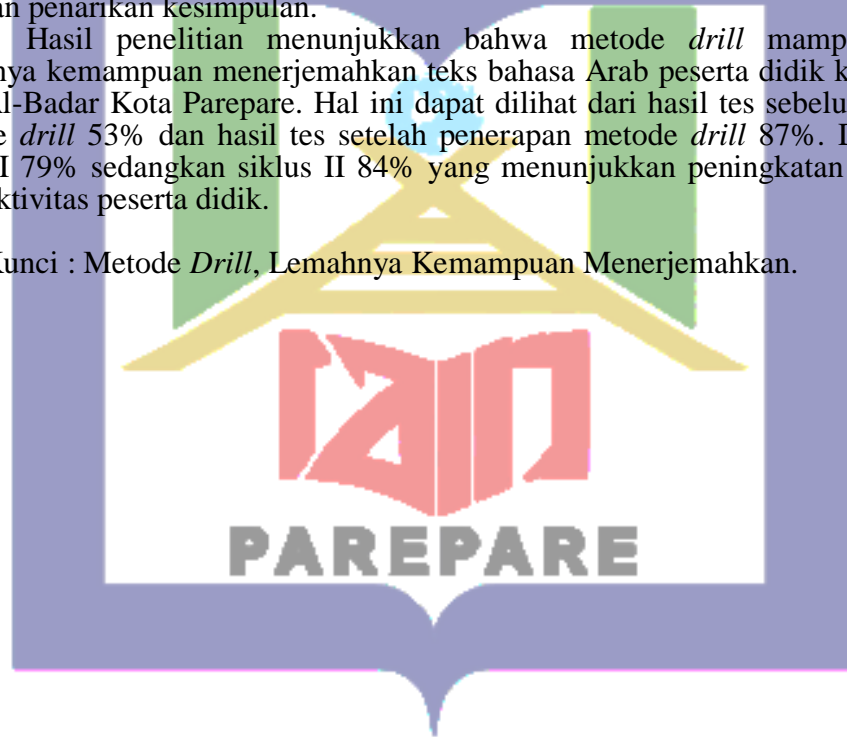 an penarikan kesimpulan.
Hasil penelitian menunjukkan bahwa metode drill mamp
nya kemampuan menerjemahkan teks bahasa Arab peserta didik k
Al-Badar Kota Parepare. Hal ini dapat dilihat dari hasil tes sebelu
e drill 53% dan hasil tes setelah penerapan metode drill 87%. D
I 79% sedangkan siklus II 84% yang menunjukkan peningkatan
ktivitas peserta didik.
Kunci : Metode Drill, Lemahnya Kemampuan Menerjemahkan.
IAIN
PAREPARE